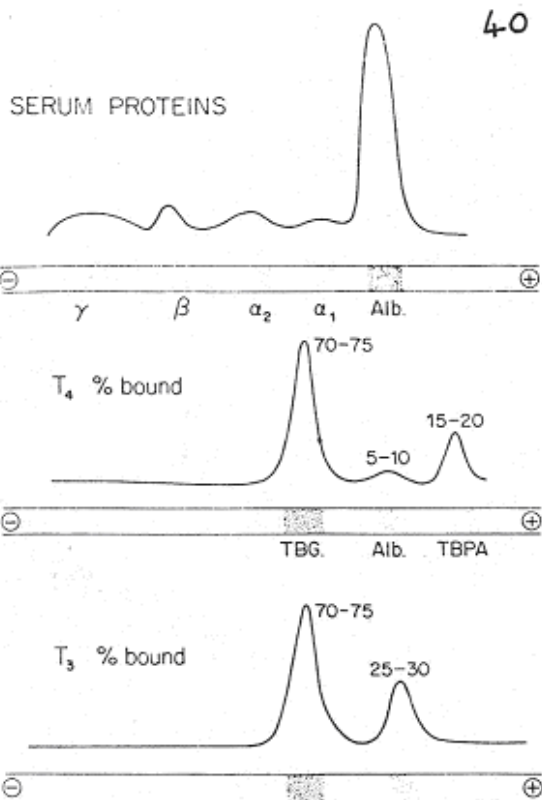 40
SERUM PROTEINS
⊖ ⊕
γ β α₂ α₁ Alb.
70-75
T₄ % bound
15-20
5-10
⊖ ⊕
TBG. Alb. TBPA
70-75
T₃ % bound
25-30
⊖ ⊕